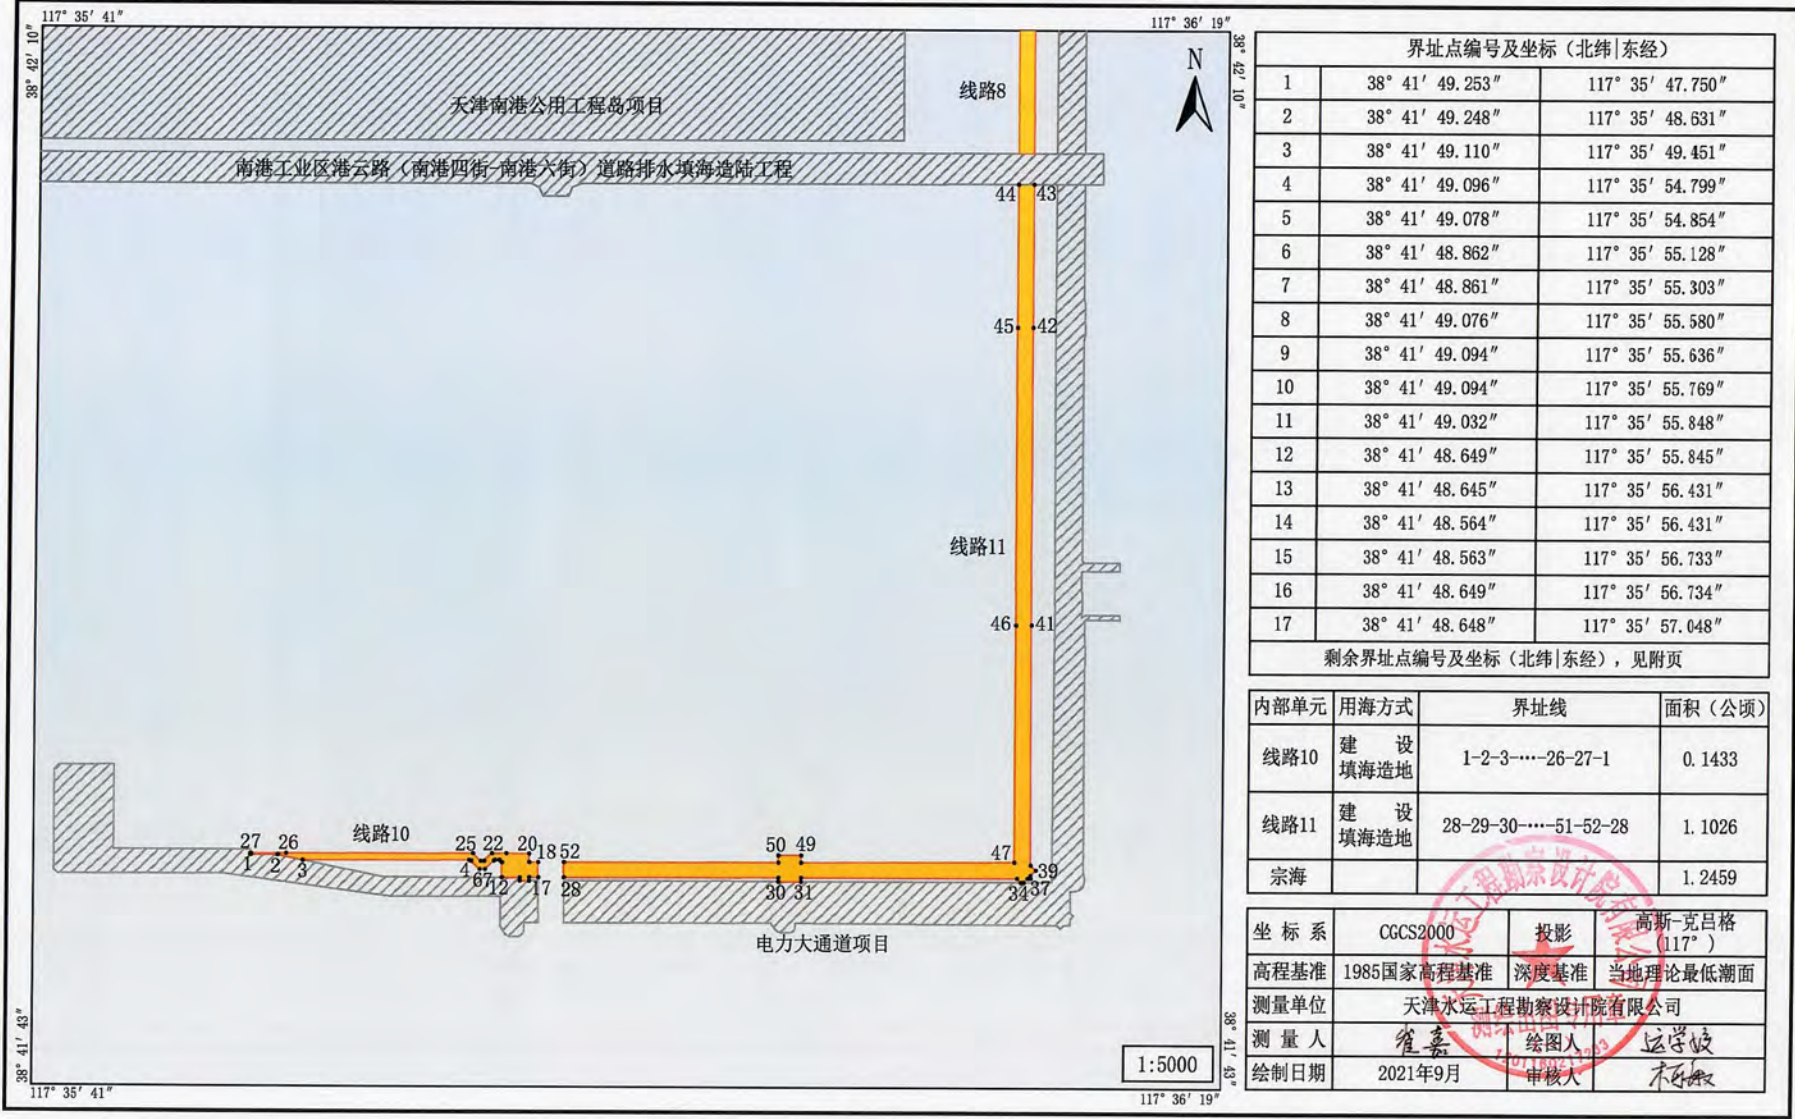 117° 35′ 41″
117° 36′ 19″
38° 42′ 10″
38° 42′ 10″
N
线路8
天津南港公用工程岛项目
南港工业区港云路（南港四街-南港六街）道路排水填海造陆工程
44 43
45 42
线路11
46 41
线路10
27 26 25 22 20 18 52 50 49 47 39
1 2 3 4 67 12 17 28 30 31 34 37
电力大通道项目
1:5000
38° 41′ 43″
38° 41′ 43″
117° 35′ 41″
117° 36′ 19″
界址点编号及坐标（北纬|东经）
1 38° 41′ 49.253″ 117° 35′ 47.750″
2 38° 41′ 49.248″ 117° 35′ 48.631″
3 38° 41′ 49.110″ 117° 35′ 49.451″
4 38° 41′ 49.096″ 117° 35′ 54.799″
5 38° 41′ 49.078″ 117° 35′ 54.854″
6 38° 41′ 48.862″ 117° 35′ 55.128″
7 38° 41′ 48.861″ 117° 35′ 55.303″
8 38° 41′ 49.076″ 117° 35′ 55.580″
9 38° 41′ 49.094″ 117° 35′ 55.636″
10 38° 41′ 49.094″ 117° 35′ 55.769″
11 38° 41′ 49.032″ 117° 35′ 55.848″
12 38° 41′ 48.649″ 117° 35′ 55.845″
13 38° 41′ 48.645″ 117° 35′ 56.431″
14 38° 41′ 48.564″ 117° 35′ 56.431″
15 38° 41′ 48.563″ 117° 35′ 56.733″
16 38° 41′ 48.649″ 117° 35′ 56.734″
17 38° 41′ 48.648″ 117° 35′ 57.048″
剩余界址点编号及坐标（北纬|东经），见附页
内部单元 用海方式 界址线 面积（公顷）
线路10 建设填海造地 1-2-3-…-26-27-1 0.1433
线路11 建设填海造地 28-29-30-…-51-52-28 1.1026
宗海 1.2459
坐标系 CGCS2000 投影 高斯-克吕格（117°）
高程基准 1985国家高程基准 深度基准 当地理论最低潮面
测量单位 天津水运工程勘察设计院有限公司
测量人 崔嘉 绘图人
绘制日期 2021年9月 审核人